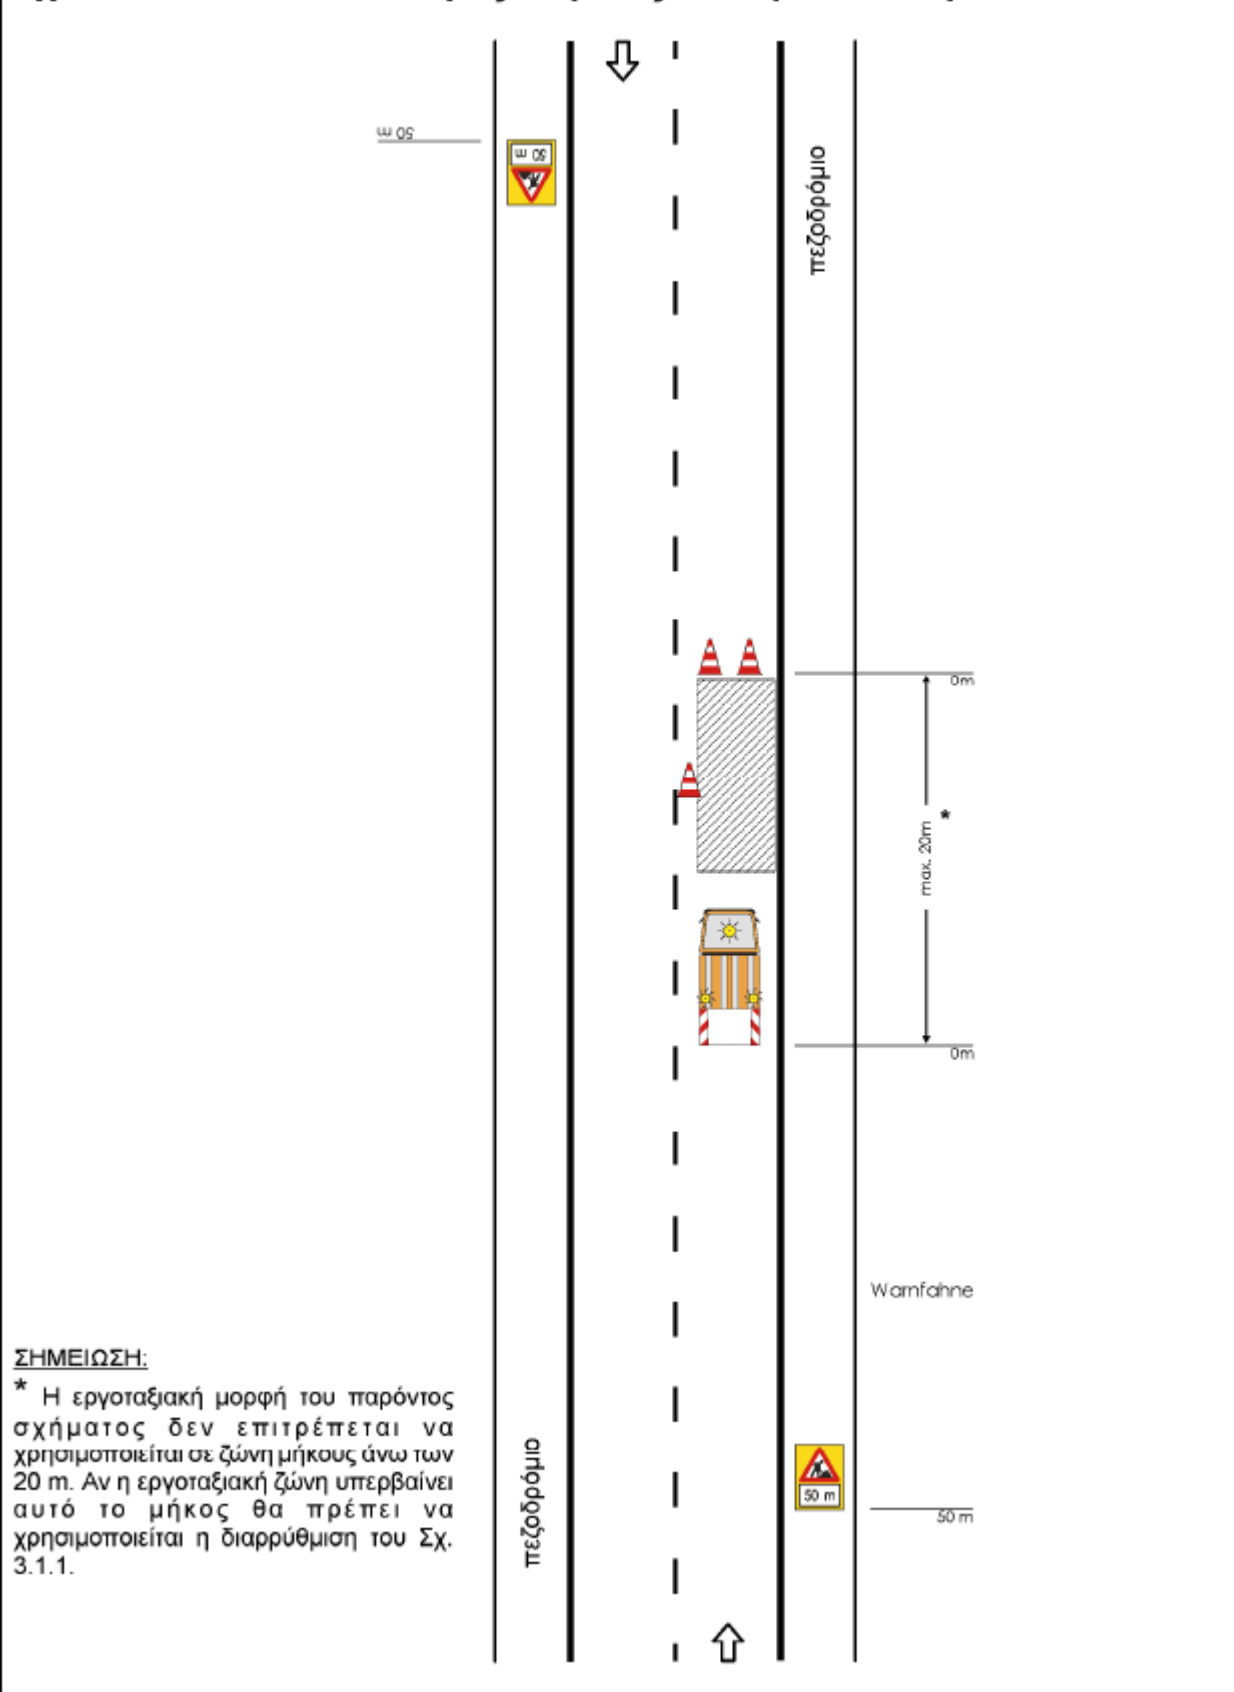 50 m
50 m
πεζοδρόμιο
0m
max. 20m *
0m
Warnfahne
ΣΗΜΕΙΩΣΗ:
* Η εργοταξιακή μορφή του παρόντος
σχήματος δεν επιτρέπεται να
χρησιμοποιείται σε ζώνη μήκους άνω των
20 m. Αν η εργοταξιακή ζώνη υπερβαίνει
αυτό το μήκος θα πρέπει να
χρησιμοποιείται η διαρρύθμιση του Σχ.
3.1.1.
πεζοδρόμιο
50 m
50 m